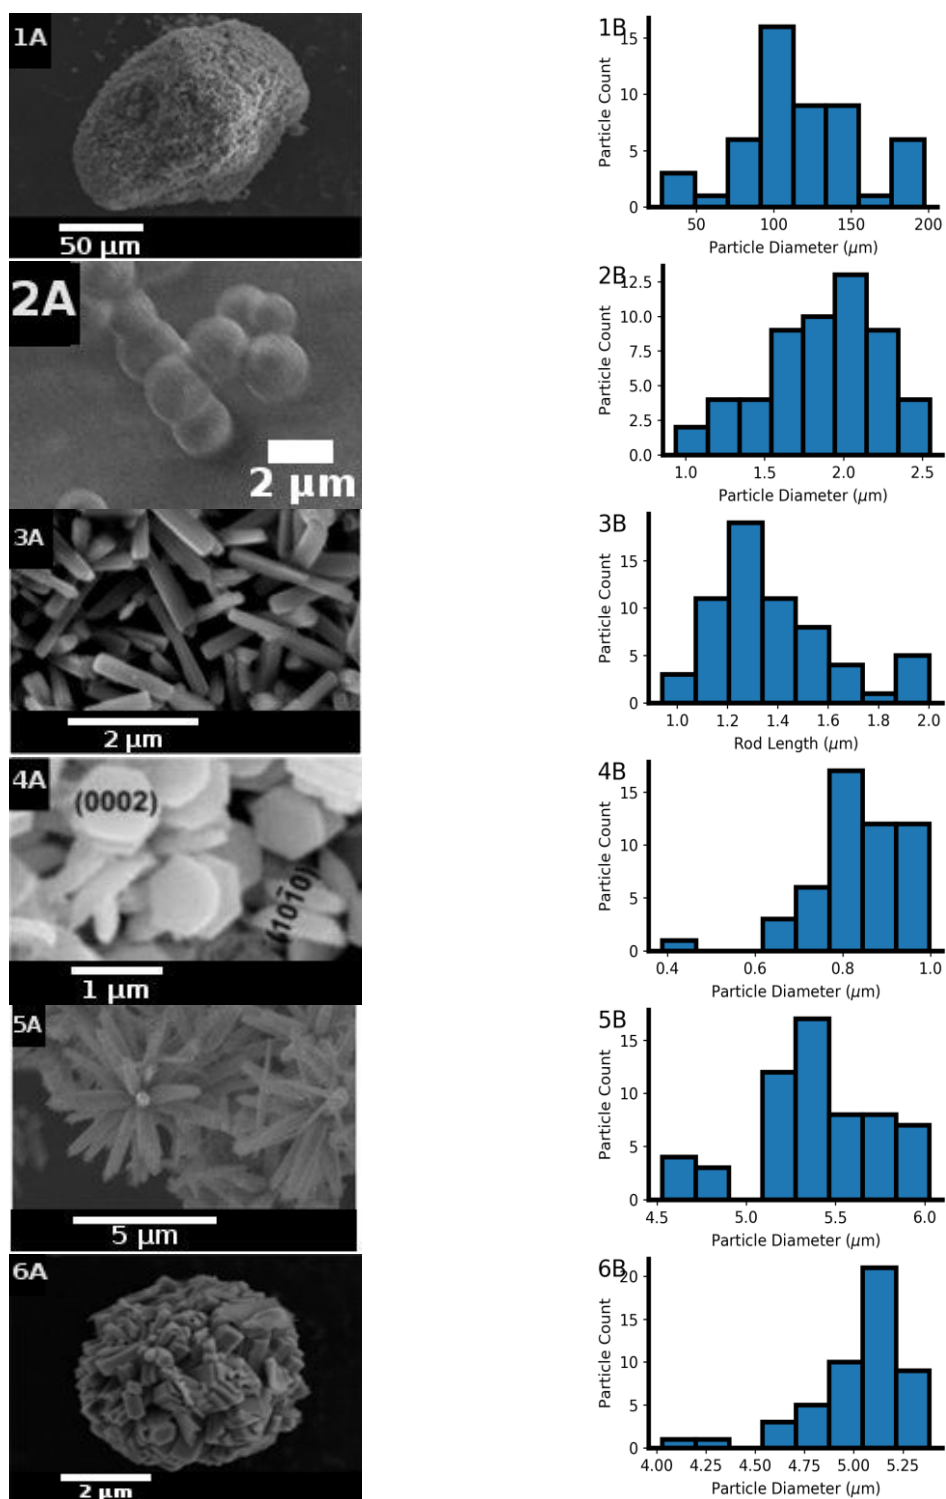 1A
50 μm
1B
Particle Count
15
10
5
0
50 100 150 200
Particle Diameter (μm)
2A
2 μm
2B
Particle Count
12.5
10.0
7.5
5.0
2.5
0.0
1.0 1.5 2.0 2.5
Particle Diameter (μm)
3A
2 μm
3B
Particle Count
15
10
5
0
1.0 1.2 1.4 1.6 1.8 2.0
Rod Length (μm)
4A
(0002)
(101̄0)
1 μm
4B
Particle Count
15
10
5
0
0.4 0.6 0.8 1.0
Particle Diameter (μm)
5A
5 μm
5B
Particle Count
15
10
5
0
4.5 5.0 5.5 6.0
Particle Diameter (μm)
6A
2 μm
6B
Particle Count
20
15
10
5
0
4.00 4.25 4.50 4.75 5.00 5.25
Particle Diameter (μm)